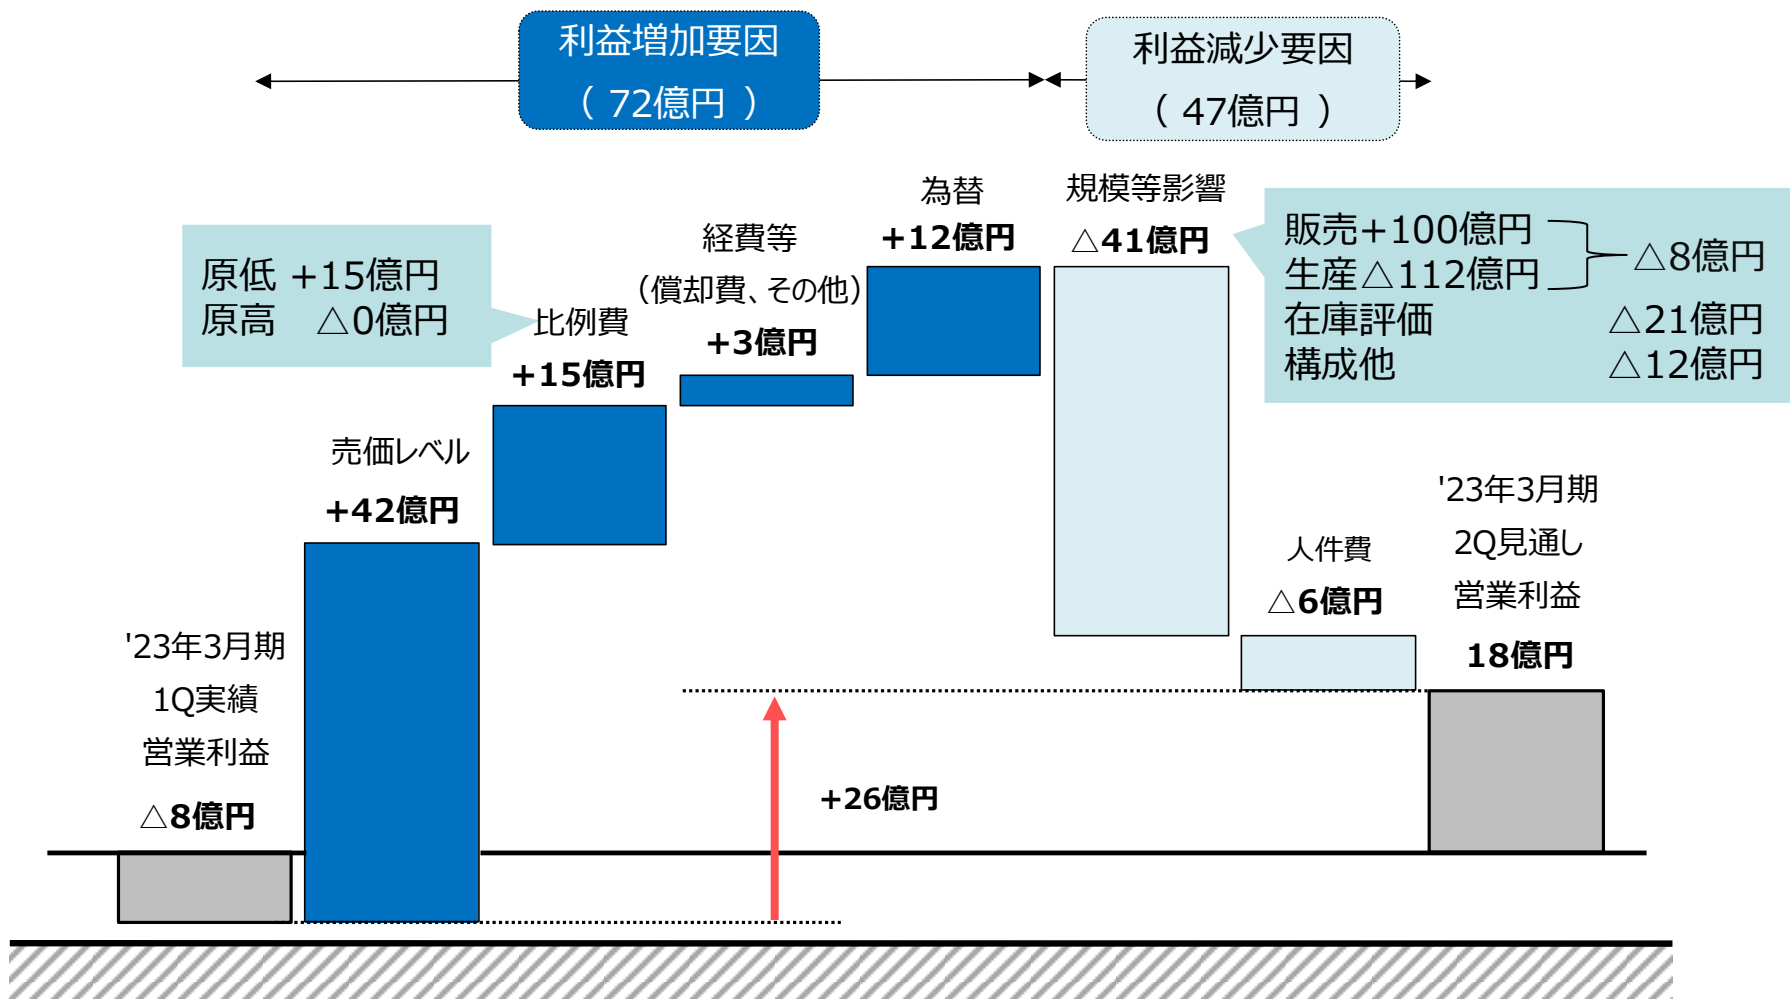 利益増加要因
（ 72億円 ）
利益減少要因
（ 47億円 ）
原低 +15億円
原高　△0億円
'23年3月期
1Q実績
営業利益
△8億円
売価レベル
+42億円
比例費
+15億円
経費等
（償却費、その他）
+3億円
為替
+12億円
規模等影響
△41億円
販売+100億円
生産△112億円
△8億円
在庫評価 △21億円
構成他 △12億円
人件費
△6億円
'23年3月期
2Q見通し
営業利益
18億円
+26億円